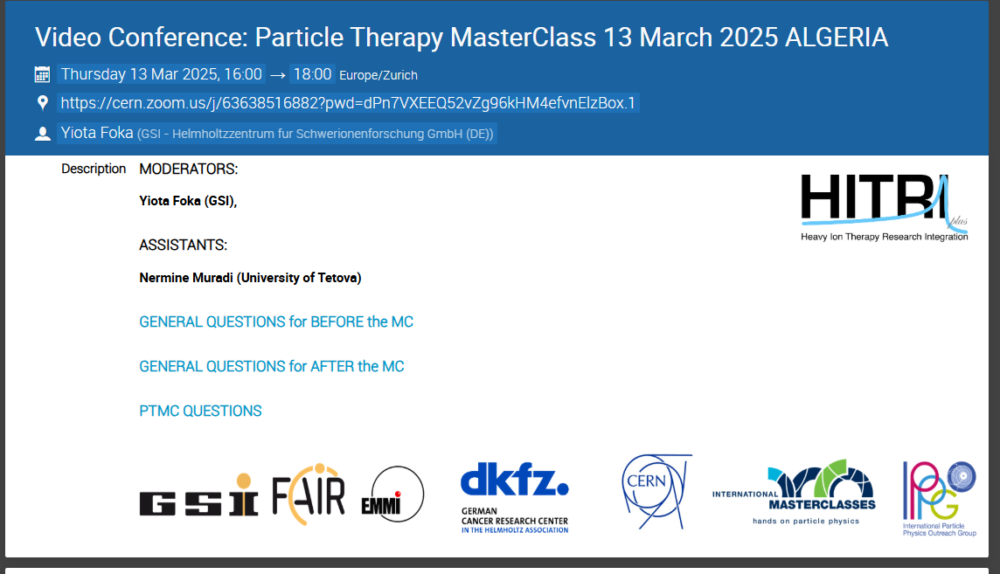 Video Conference: Particle Therapy MasterClass 13 March 2025 ALGERIA
Thursday 13 Mar 2025, 16:00 → 18:00 Europe/Zurich
https://cern.zoom.us/j/63638516882?pwd=dPn7VXEEQ52vZg96kHM4efvnElzBox.1
Yiota Foka (GSI - Helmholtzzentrum fur Schwerionenforschung GmbH (DE))
Description MODERATORS:
Yiota Foka (GSI),
ASSISTANTS:
Nermine Muradi (University of Tetova)
GENERAL QUESTIONS for BEFORE the MC
GENERAL QUESTIONS for AFTER the MC
PTMC QUESTIONS
HITRI
plus
Heavy Ion Therapy Research Integration
GSI
FAIR
EMMI
dkfz.
GERMAN
CANCER RESEARCH CENTER
IN THE HELMHOLTZ ASSOCIATION
CERN
INTERNATIONAL
MASTERCLASSES
hands on particle physics
IPPOG
International Particle
Physics Outreach Group